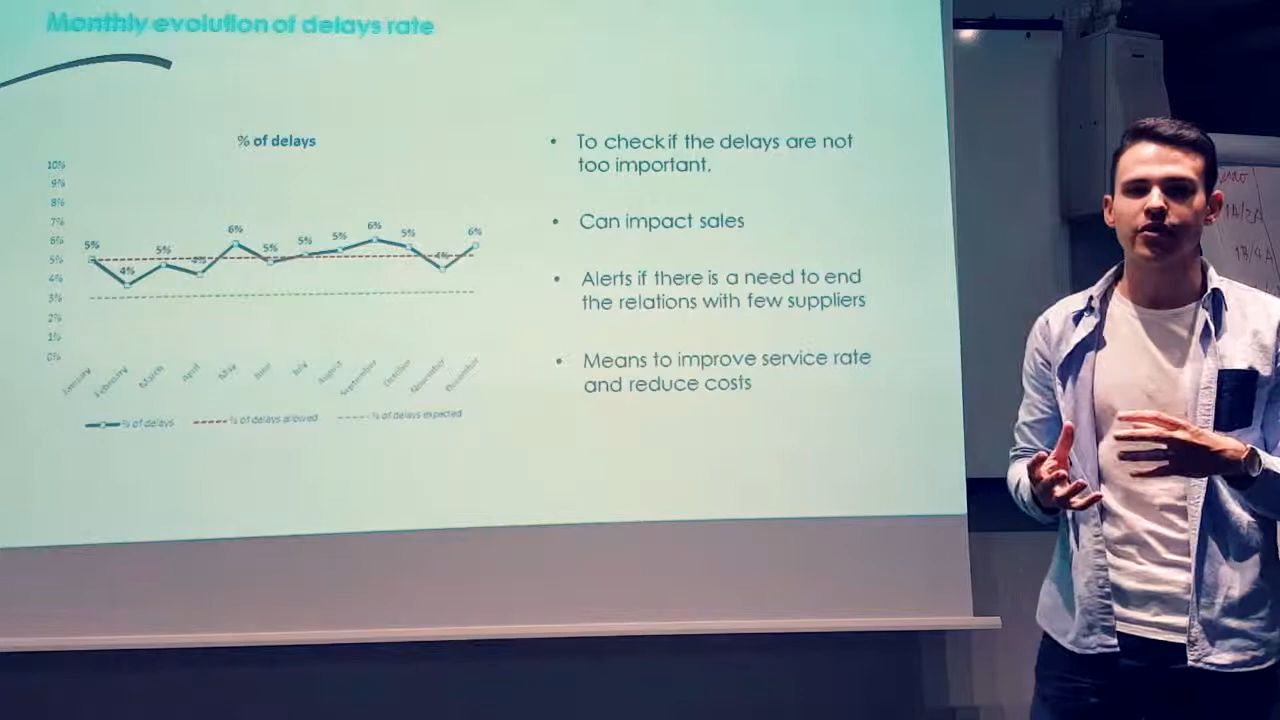 Monthly evolution of delays rate
% of delays
10%
9%
8%
7%
6%
5%
4%
3%
2%
1%
0%
5%
4%
5%
4%
6%
5%
5%
5%
6%
5%
4%
6%
January
February
March
April
May
June
July
August
September
October
November
December
% of delays
% of delays allowed
% of delays expected
• To check if the delays are not
too important.
• Can impact sales
• Alerts if there is a need to end
the relations with few suppliers
• Means to improve service rate
and reduce costs